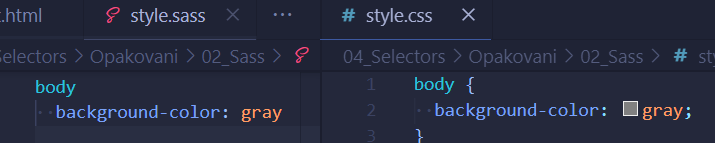 .html
style.sass
style.css
Selectors > Opakovani > 02_Sass >
04_Selectors > Opakovani > 02_Sass >
body
background-color: gray
1 body {
2 background-color: gray;
3 }